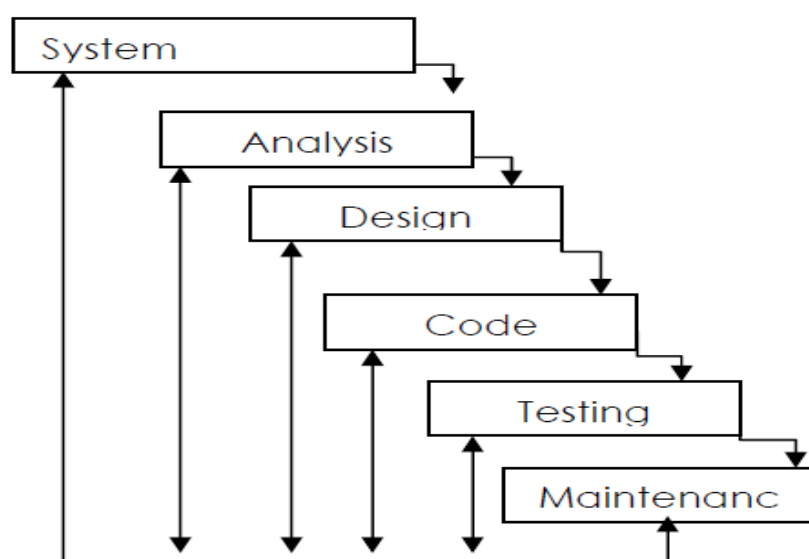 System
Analysis
Design
Code
Testing
Maintenanc